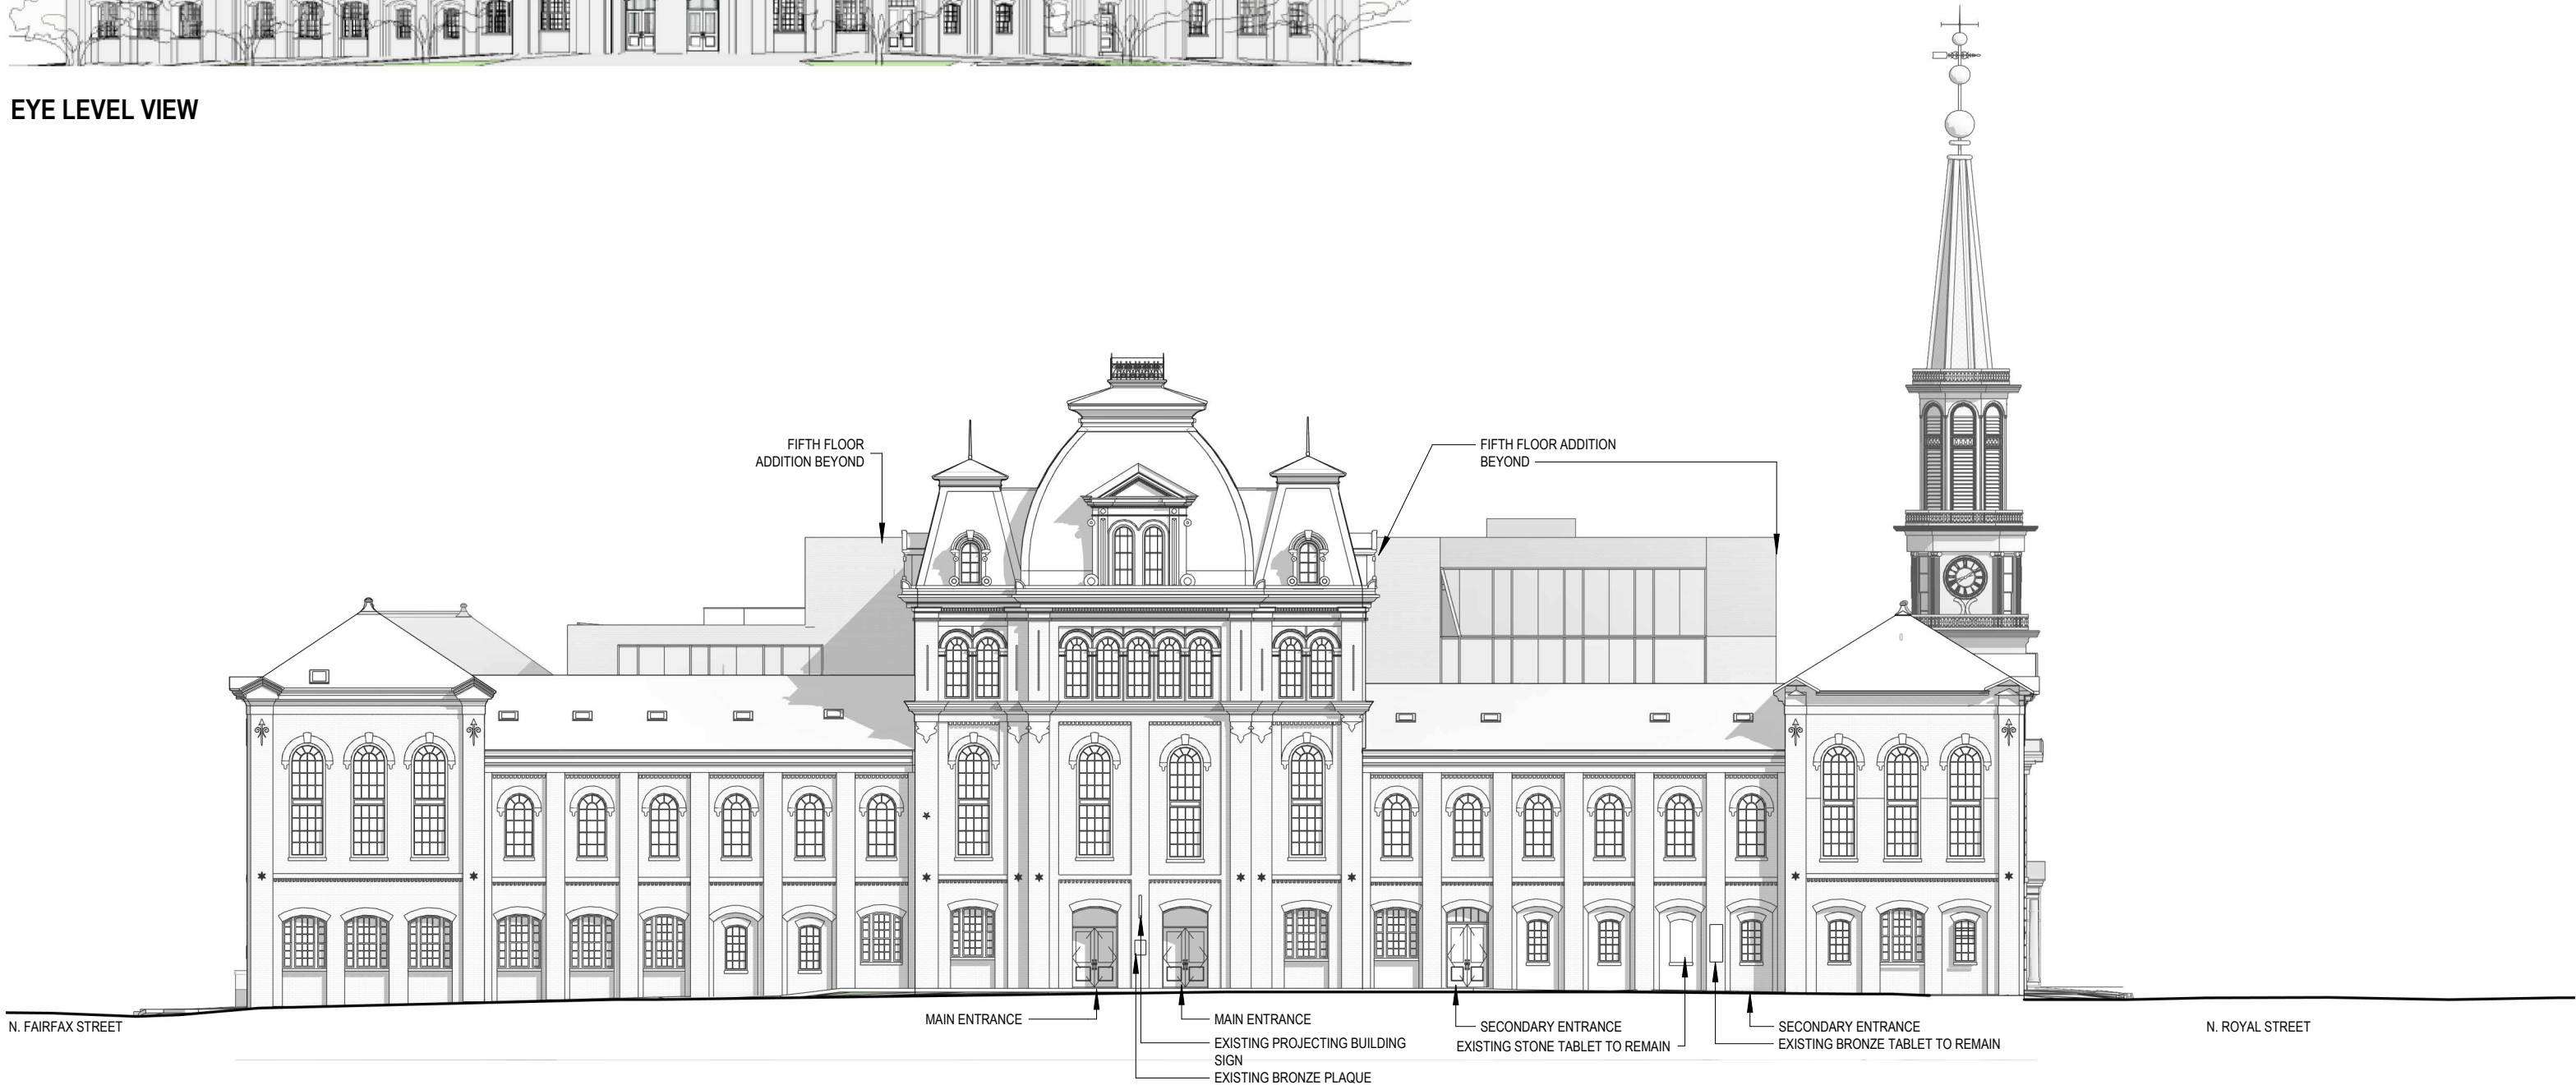 EYE LEVEL VIEW
FIFTH FLOOR
ADDITION BEYOND
FIFTH FLOOR ADDITION
BEYOND
N. FAIRFAX STREET
MAIN ENTRANCE
MAIN ENTRANCE
EXISTING PROJECTING BUILDING
SIGN
EXISTING BRONZE PLAQUE
SECONDARY ENTRANCE
EXISTING STONE TABLET TO REMAIN
SECONDARY ENTRANCE
EXISTING BRONZE TABLET TO REMAIN
N. ROYAL STREET